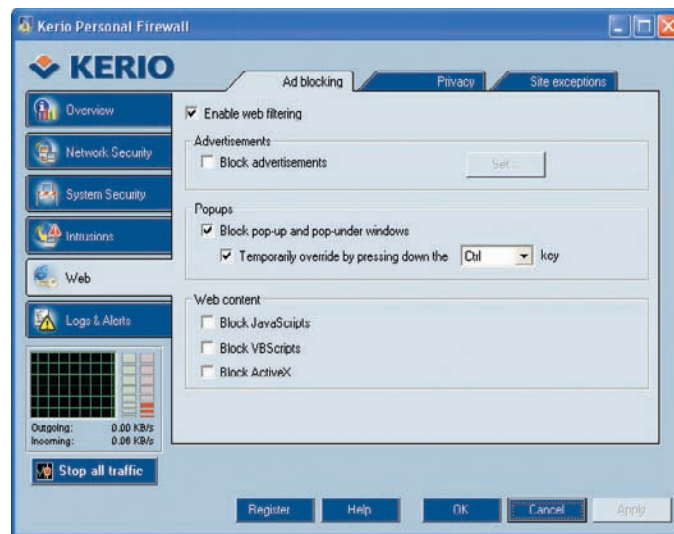 Kerio Personal Firewall
KERIO
Ad blocking
Privacy
Site exceptions
Overview
Network Security
System Security
Intrusions
Web
Logs & Alerts
Enable web filtering
Advertisements
Block advertisements
Set...
Popups
Block pop-up and pop-under windows
Temporarily override by pressing down the Ctrl key
Web content
Block JavaScripts
Block VBScripts
Block ActiveX
Outgoing: 0.00 KB/s
Incoming: 0.06 KB/s
Stop all traffic
Register
Help
OK
Cancel
Apply